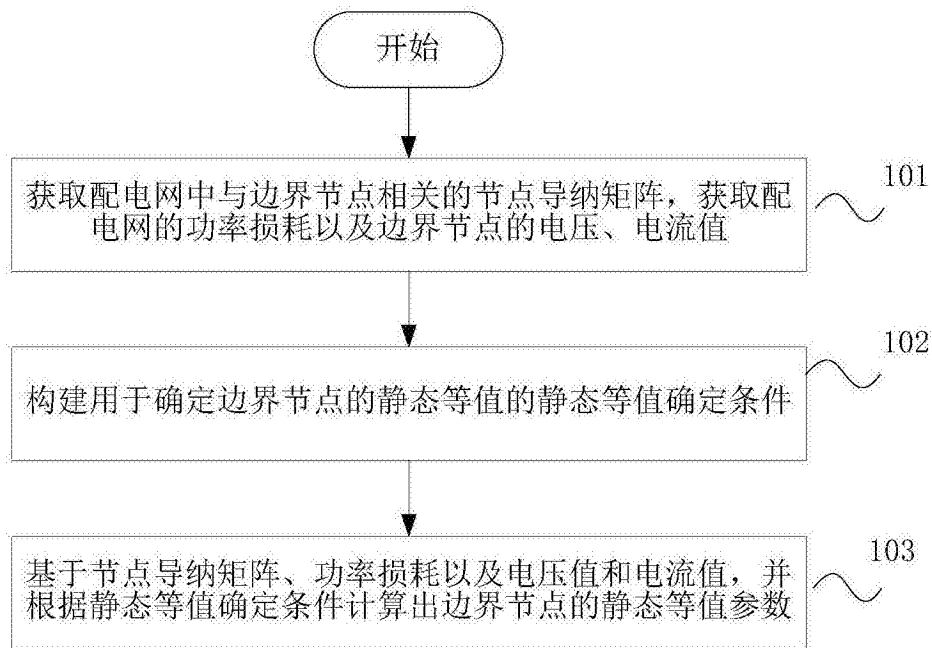 开始
获取配电网中与边界节点相关的节点导纳矩阵，获取配
电网的功率损耗以及边界节点的电压、电流值
101
构建用于确定边界节点的静态等值的静态等值确定条件
102
基于节点导纳矩阵、功率损耗以及电压值和电流值，并
根据静态等值确定条件计算出边界节点的静态等值参数
103